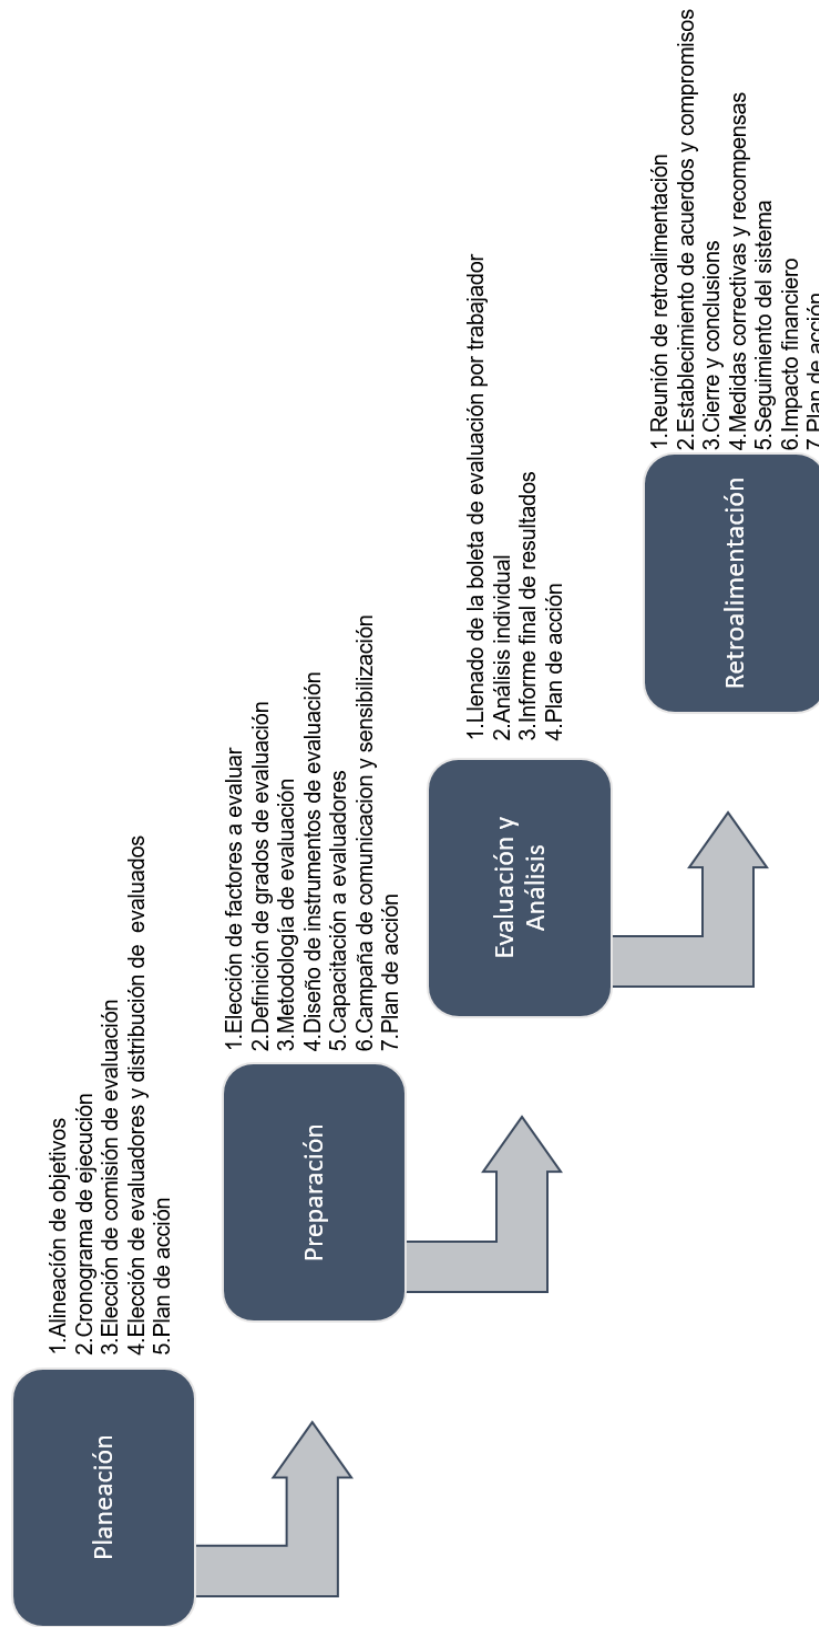 Planeación
1.Alineación de objetivos
2.Cronograma de ejecución
3.Elección de comisión de evaluación
4.Elección de evaluadores y distribución de evaluados
5.Plan de acción
Preparación
1.Elección de factores a evaluar
2.Definición de grados de evaluación
3.Metodología de evaluación
4.Diseño de instrumentos de evaluación
5.Capacitación a evaluadores
6.Campaña de comunicacion y sensibilización
7.Plan de acción
Evaluación y
Análisis
1.Llenado de la boleta de evaluación por trabajador
2.Análisis individual
3.Informe final de resultados
4.Plan de acción
Retroalimentación
1.Reunión de retroalimentación
2.Establecimiento de acuerdos y compromisos
3.Cierre y conclusions
4.Medidas correctivas y recompensas
5.Seguimiento del sistema
6.Impacto financiero
7.Plan de acción